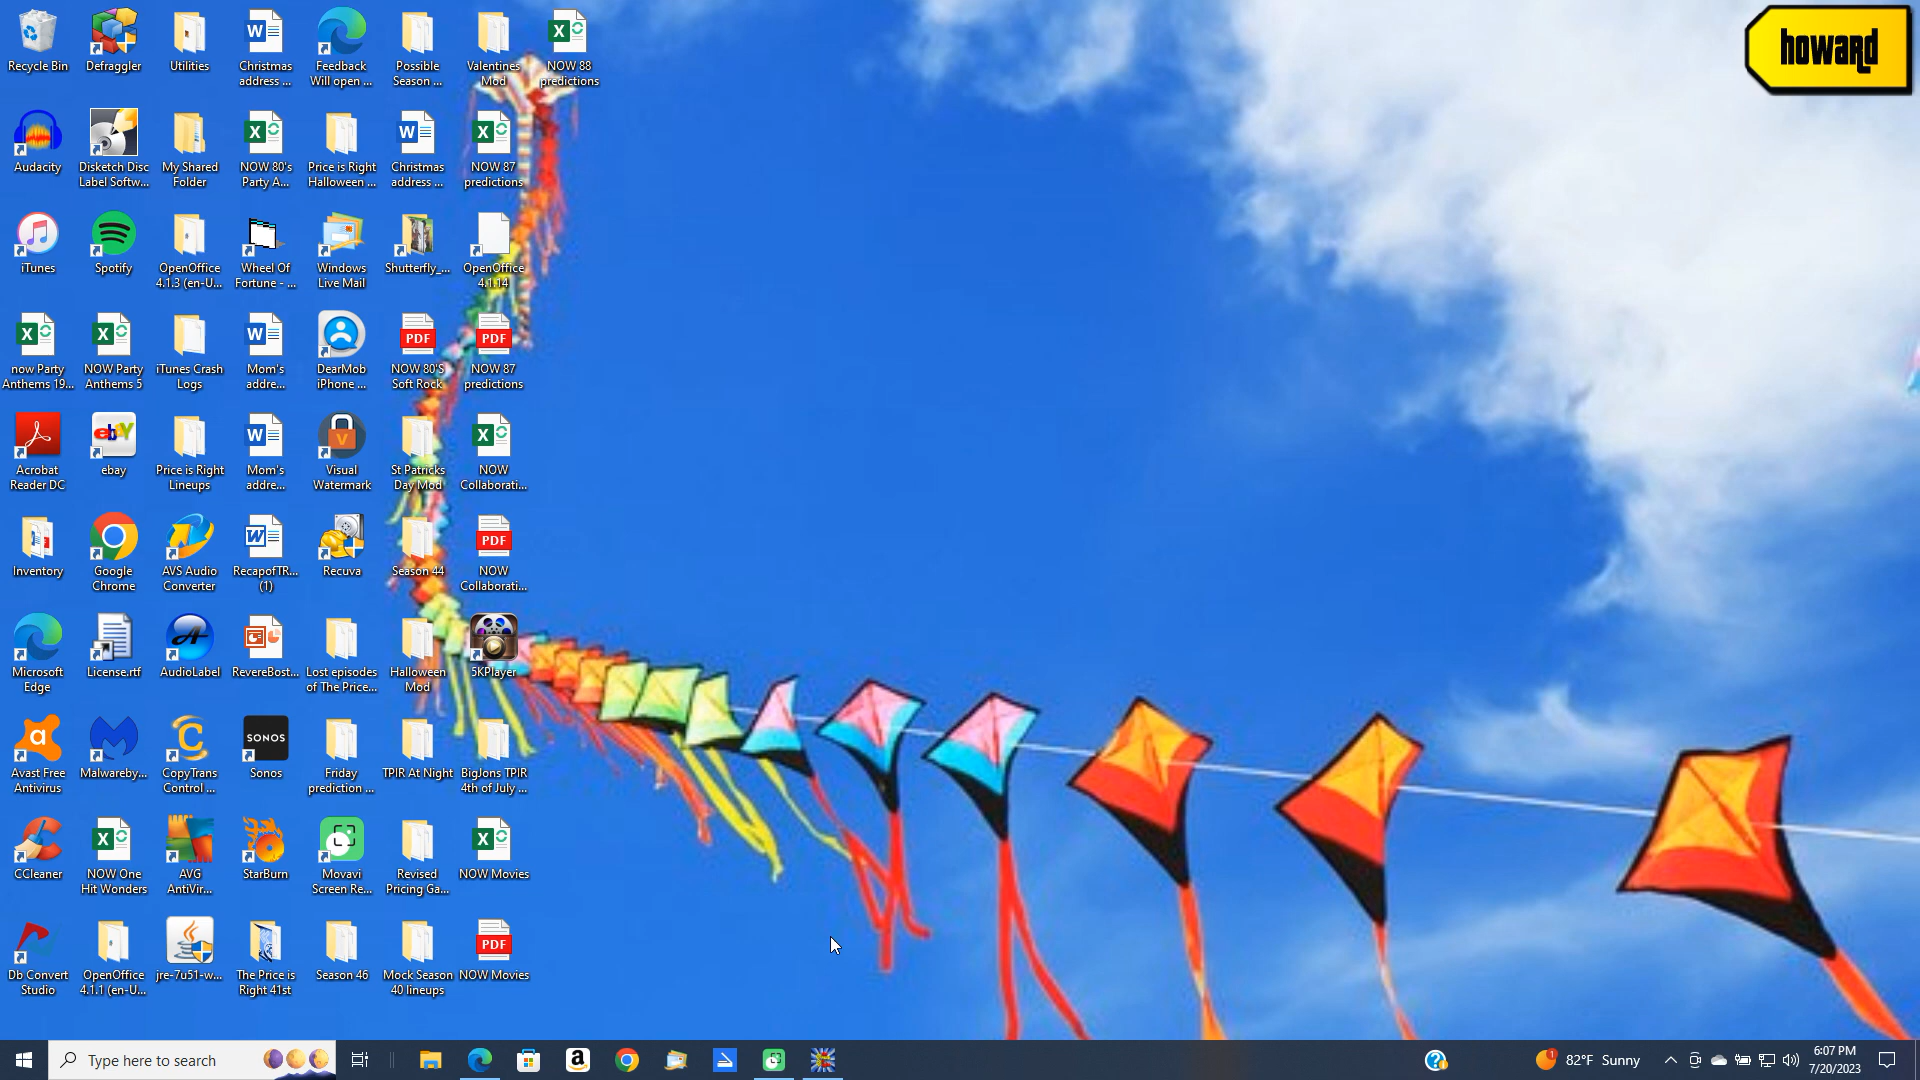 howard
Recycle Bin
Defraggler
Utilities
Christmas
address ...
Feedback
Will open ...
Possible
Season ...
Valentines
Mod
NOW 88
predictions
Audacity
Disketch Disc
Label Softw...
My Shared
Folder
NOW 80's
Party A...
Price is Right
Halloween ...
Christmas
address ...
NOW 87
predictions
iTunes
Spotify
OpenOffice
4.1.3 (en-U...
Wheel Of
Fortune - ...
Windows
Live Mail
Shutterfly_...
OpenOffice
4.1.14
now Party
Anthems 19...
NOW Party
Anthems 5
iTunes Crash
Logs
Mom's
addre...
DearMob
iPhone ...
PDF
NOW 80'S
Soft Rock
PDF
NOW 87
predictions
Acrobat
Reader DC
ebay
ebay
Price is Right
Lineups
Mom's
addre...
Visual
Watermark
St Patricks
Day Mod
NOW
Collaborati...
Inventory
Google
Chrome
AVS Audio
Converter
RecapofTR...
(1)
Recuva
Season 44
PDF
NOW
Collaborati...
Microsoft
Edge
License.rtf
AudioLabel
RevereBost...
Lost episodes
of The Price...
Halloween
Mod
5KPlayer
Avast Free
Antivirus
Malwareby...
CopyTrans
Control ...
SONOS
Sonos
Friday
prediction ...
TPIR At Night
BigJons TPIR
4th of July ...
CCleaner
NOW One
Hit Wonders
AVG
AntiVir...
StarBurn
Movavi
Screen Re...
Revised
Pricing Ga...
NOW Movies
Db Convert
Studio
OpenOffice
4.1.1 (en-U...
jre-7u51-w...
The Price is
Right 41st
Season 46
Mock Season
40 lineups
PDF
NOW Movies
Type here to search
82°F Sunny
6:07 PM
7/20/2023